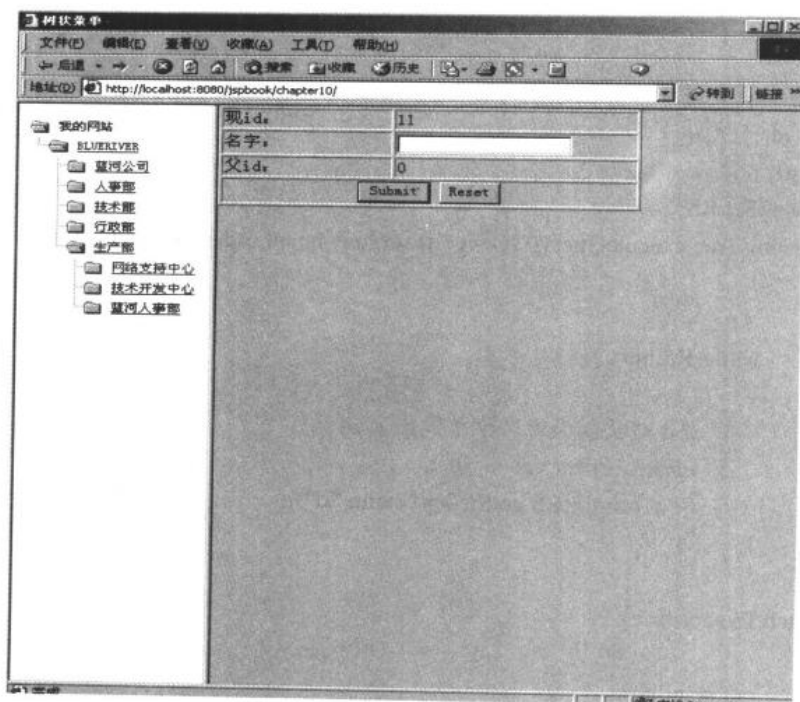 树状菜单
文件(F) 编辑(E) 查看(V) 收藏(A) 工具(T) 帮助(H)
后退 搜索 收藏 历史
地址(D) http://localhost:8080/jspbook/chapter10/ 转到 链接 »
我的网站
BLUERIVER
蓝河公司
人事部
技术部
行政部
生产部
网络支持中心
技术开发中心
蓝河人事部
现id: 11
名字:
父id: 0
Submit Reset